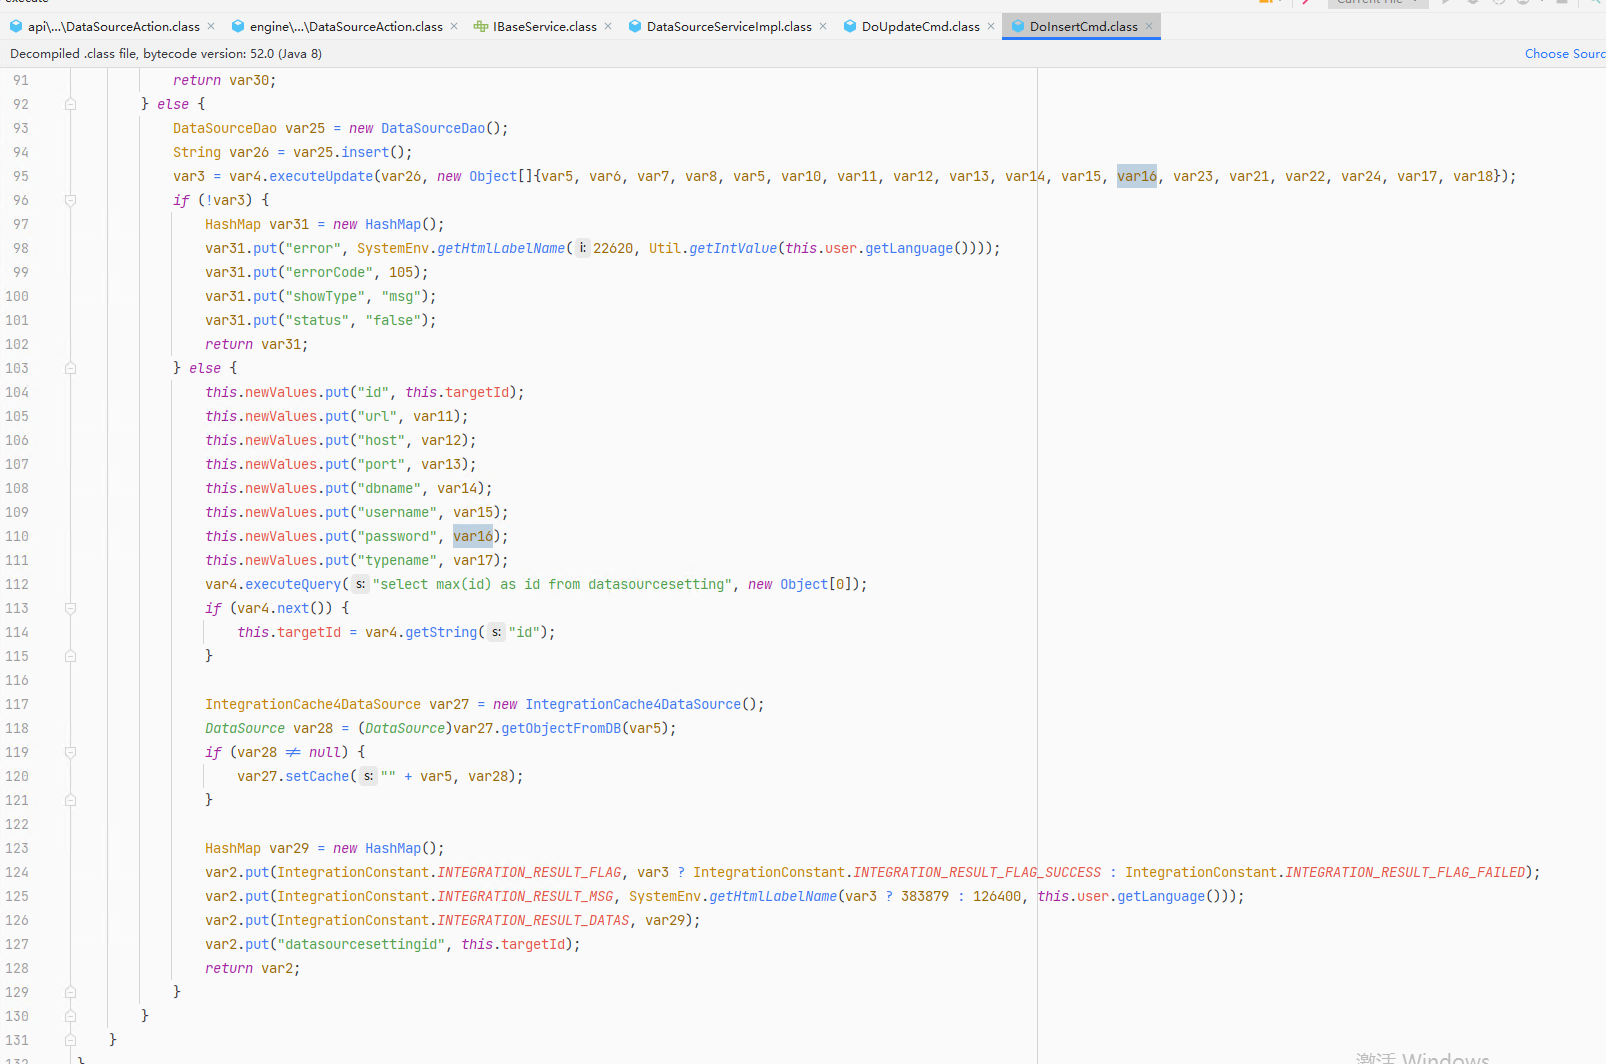 execute
Current File
api\...\DataSourceAction.class × engine\...\DataSourceAction.class × IBaseService.class × DataSourceServiceImpl.class × DoUpdateCmd.class × DoInsertCmd.class ×
Decompiled .class file, bytecode version: 52.0 (Java 8) Choose Sourc
91 return var30;
92 } else {
93 DataSourceDao var25 = new DataSourceDao();
94 String var26 = var25.insert();
95 var3 = var4.executeUpdate(var26, new Object[]{var5, var6, var7, var8, var5, var10, var11, var12, var13, var14, var15, var16, var23, var21, var22, var24, var17, var18});
96 if (!var3) {
97 HashMap var31 = new HashMap();
98 var31.put("error", SystemEnv.getHtmlLabelName( i: 22620, Util.getIntValue(this.user.getLanguage())));
99 var31.put("errorCode", 105);
100 var31.put("showType", "msg");
101 var31.put("status", "false");
102 return var31;
103 } else {
104 this.newValues.put("id", this.targetId);
105 this.newValues.put("url", var11);
106 this.newValues.put("host", var12);
107 this.newValues.put("port", var13);
108 this.newValues.put("dbname", var14);
109 this.newValues.put("username", var15);
110 this.newValues.put("password", var16);
111 this.newValues.put("typename", var17);
112 var4.executeQuery( s: "select max(id) as id from datasourcesetting", new Object[0]);
113 if (var4.next()) {
114 this.targetId = var4.getString( s: "id");
115 }
116
117 IntegrationCache4DataSource var27 = new IntegrationCache4DataSource();
118 DataSource var28 = (DataSource)var27.getObjectFromDB(var5);
119 if (var28 ≠ null) {
120 var27.setCache( s: "" + var5, var28);
121 }
122
123 HashMap var29 = new HashMap();
124 var2.put(IntegrationConstant.INTEGRATION_RESULT_FLAG, var3 ? IntegrationConstant.INTEGRATION_RESULT_FLAG_SUCCESS : IntegrationConstant.INTEGRATION_RESULT_FLAG_FAILED);
125 var2.put(IntegrationConstant.INTEGRATION_RESULT_MSG, SystemEnv.getHtmlLabelName(var3 ? 383879 : 126400, this.user.getLanguage()));
126 var2.put(IntegrationConstant.INTEGRATION_RESULT_DATAS, var29);
127 var2.put("datasourcesettingid", this.targetId);
128 return var2;
129 }
130 }
131 }
132 }
激活 Windows